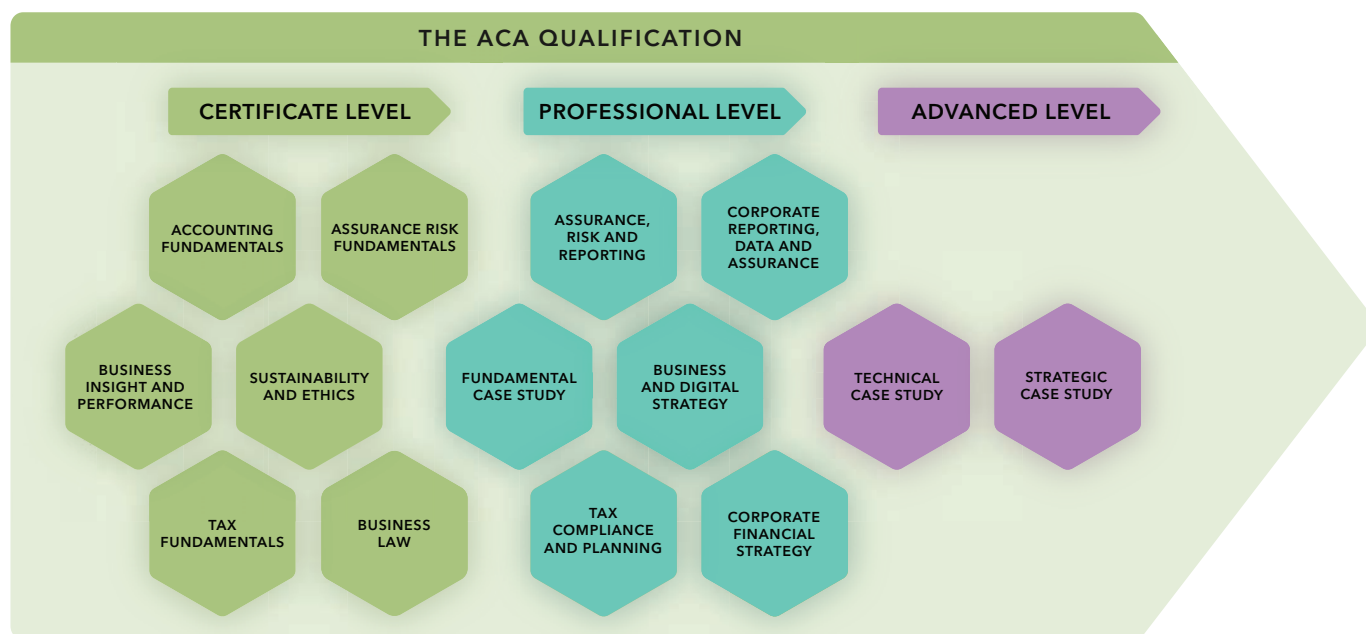 THE ACA QUALIFICATION
CERTIFICATE LEVEL
PROFESSIONAL LEVEL
ADVANCED LEVEL
ACCOUNTING
FUNDAMENTALS
ASSURANCE RISK
FUNDAMENTALS
ASSURANCE,
RISK AND
REPORTING
CORPORATE
REPORTING,
DATA AND
ASSURANCE
BUSINESS
INSIGHT AND
PERFORMANCE
SUSTAINABILITY
AND ETHICS
FUNDAMENTAL
CASE STUDY
BUSINESS
AND DIGITAL
STRATEGY
TECHNICAL
CASE STUDY
STRATEGIC
CASE STUDY
TAX
FUNDAMENTALS
BUSINESS
LAW
TAX
COMPLIANCE
AND PLANNING
CORPORATE
FINANCIAL
STRATEGY